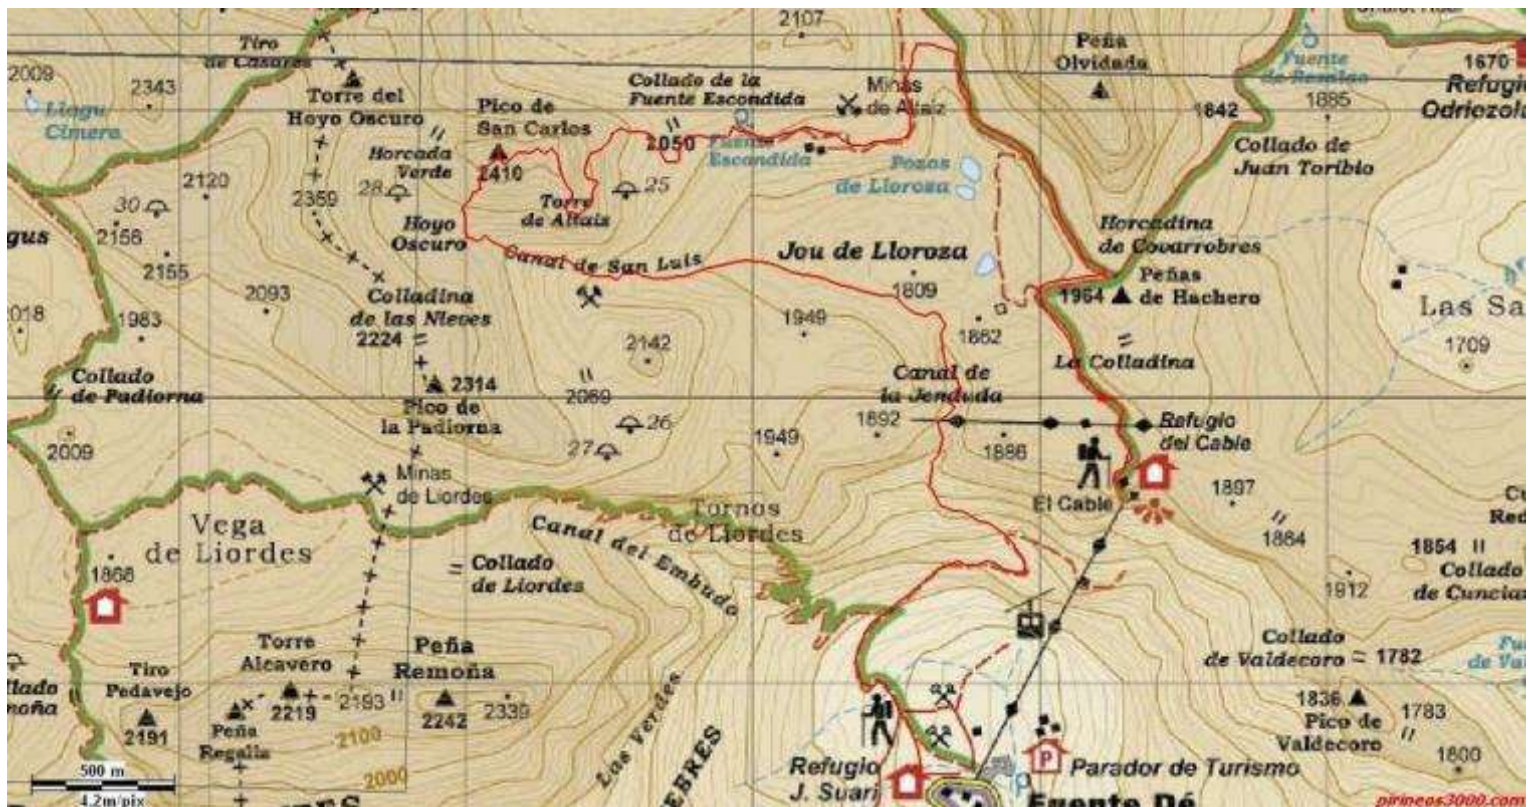 2107
Tiro
de Casares
Peña
Olvidada
Fuente
de Resalao
1670
Refugi
Odriozol
2009
2343
Llagu
Cimera
Torre del
Hoyo Oscuro
Pico de
San Carlos
2410
Collado de la
Fuente Escondida
2050
Fuente
Escondida
Minas
de Altaiz
1842
1885
Collado de
Juan Toribio
Horcada
Verde
Pozos
de Lloroza
2120
2359
28
25
Torre
de Altaiz
30
2156
2155
gus
Hoyo
Oscuro
Canal de San Luis
Jou de Lloroza
1809
Horcadina
de Covarrobres
1964
Peñas
de Hachero
Las Sa
2018
1983
2093
Colladina
de las Nieves
2224
1949
1862
2142
La Colladina
1709
Collado
de Padiorna
2314
Pico de
la Padiorna
2089
Canal de
la Jenduda
1892
Refugio
del Cable
2009
26
27
1949
1886
Minas
de Liordes
El Cable
1897
1864
Vega
de Liordes
Canal del Embudo
Tornos
de Liordes
Collado
de Liordes
1868
1854
Collado
de Cuncia
1912
Torre
Alcavero
Peña
Remoña
Collado
de Valdecoro
1782
Tiro
Pedavejo
2191
2219
2193
2242
2339
Peña
Regalia
1836
1783
Pico de
Valdecoro
1800
2100
2000
Las Verdes
EBRES
500 m
4.2m/pix
Refugio
J. Suari
P
Parador de Turismo
Fuente Dé
pirineos3000.com